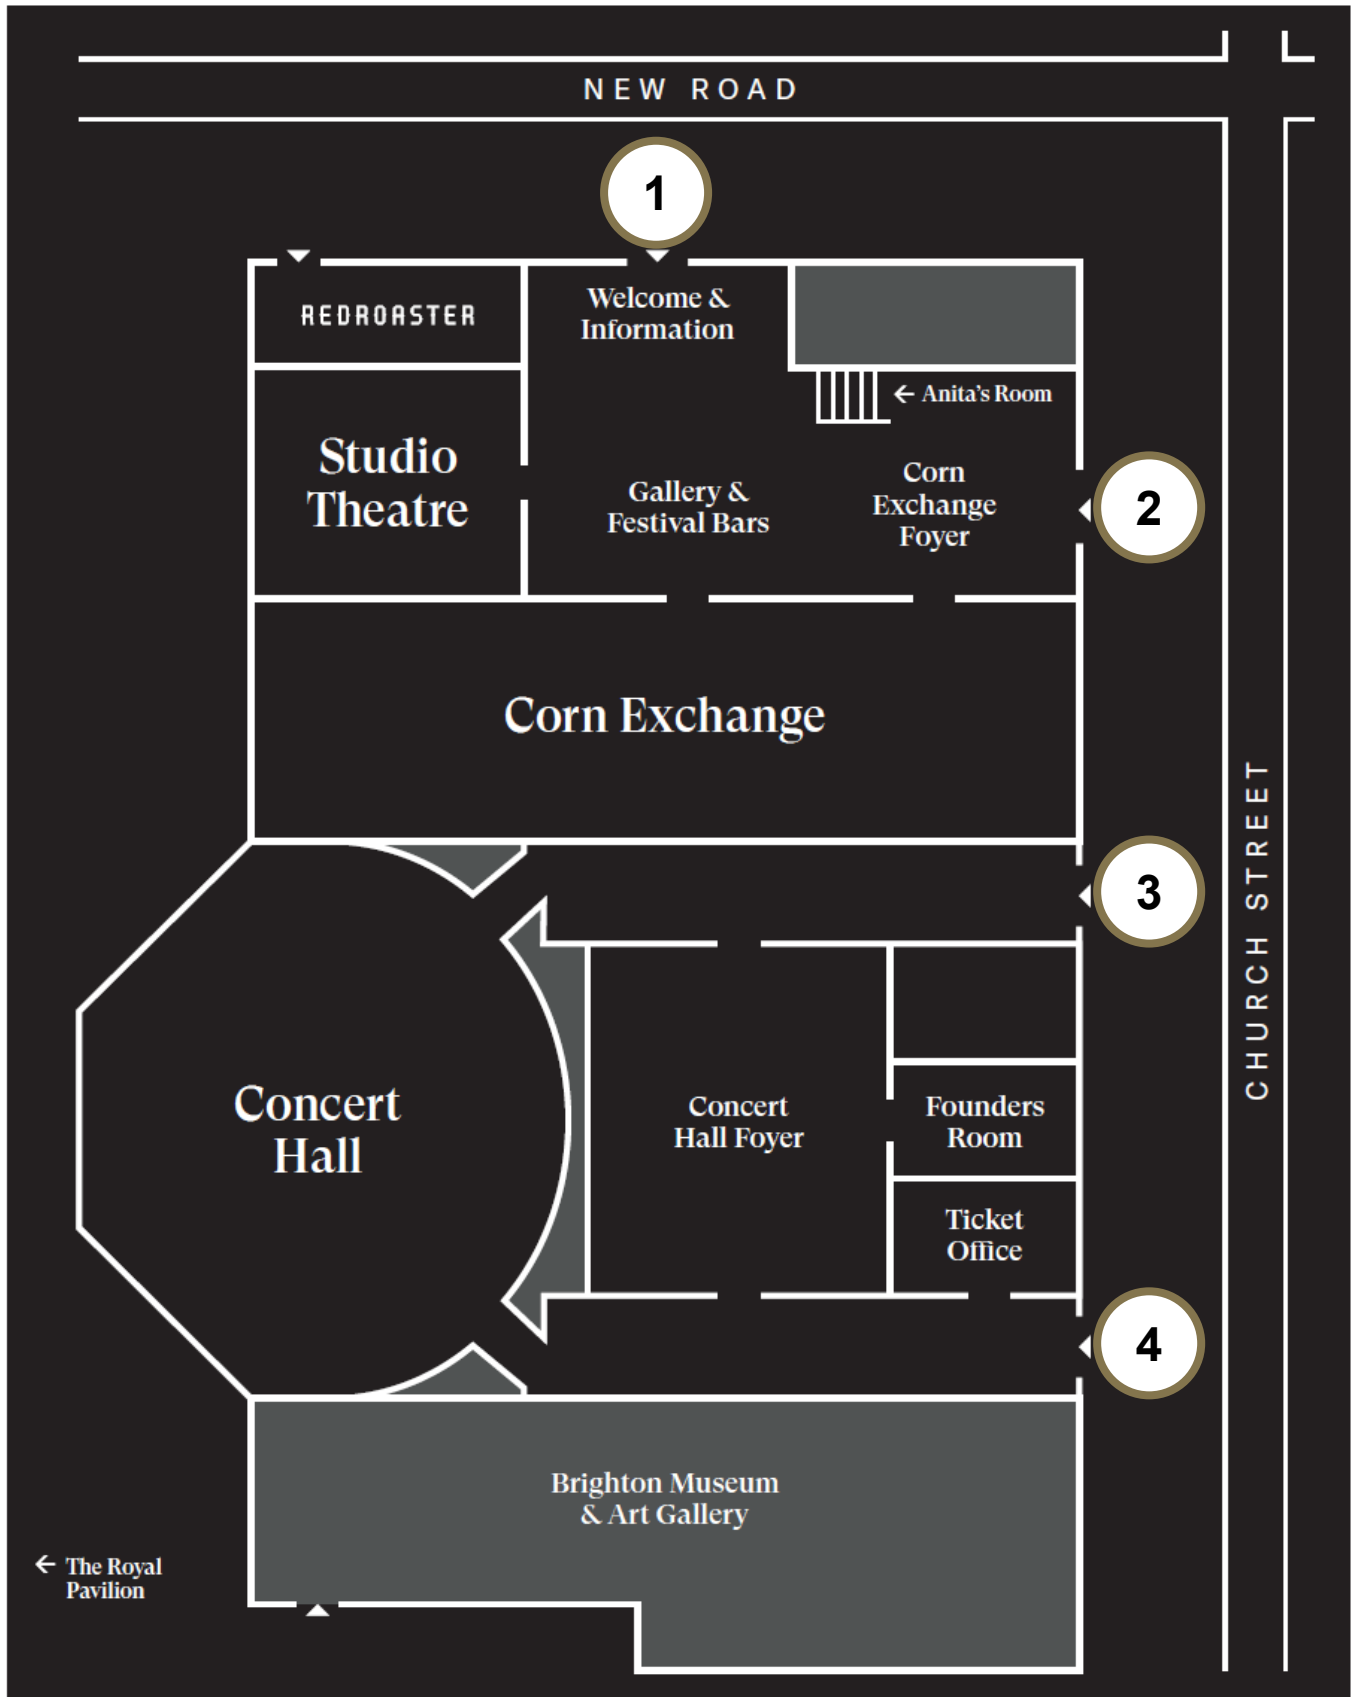 NEW ROAD
1
REDROASTER
Welcome &
Information
← Anita's Room
Studio
Theatre
Gallery &
Festival Bars
Corn
Exchange
Foyer
2
Corn Exchange
CHURCH STREET
3
Concert
Hall
Concert
Hall Foyer
Founders
Room
Ticket
Office
4
Brighton Museum
& Art Gallery
← The Royal
Pavilion